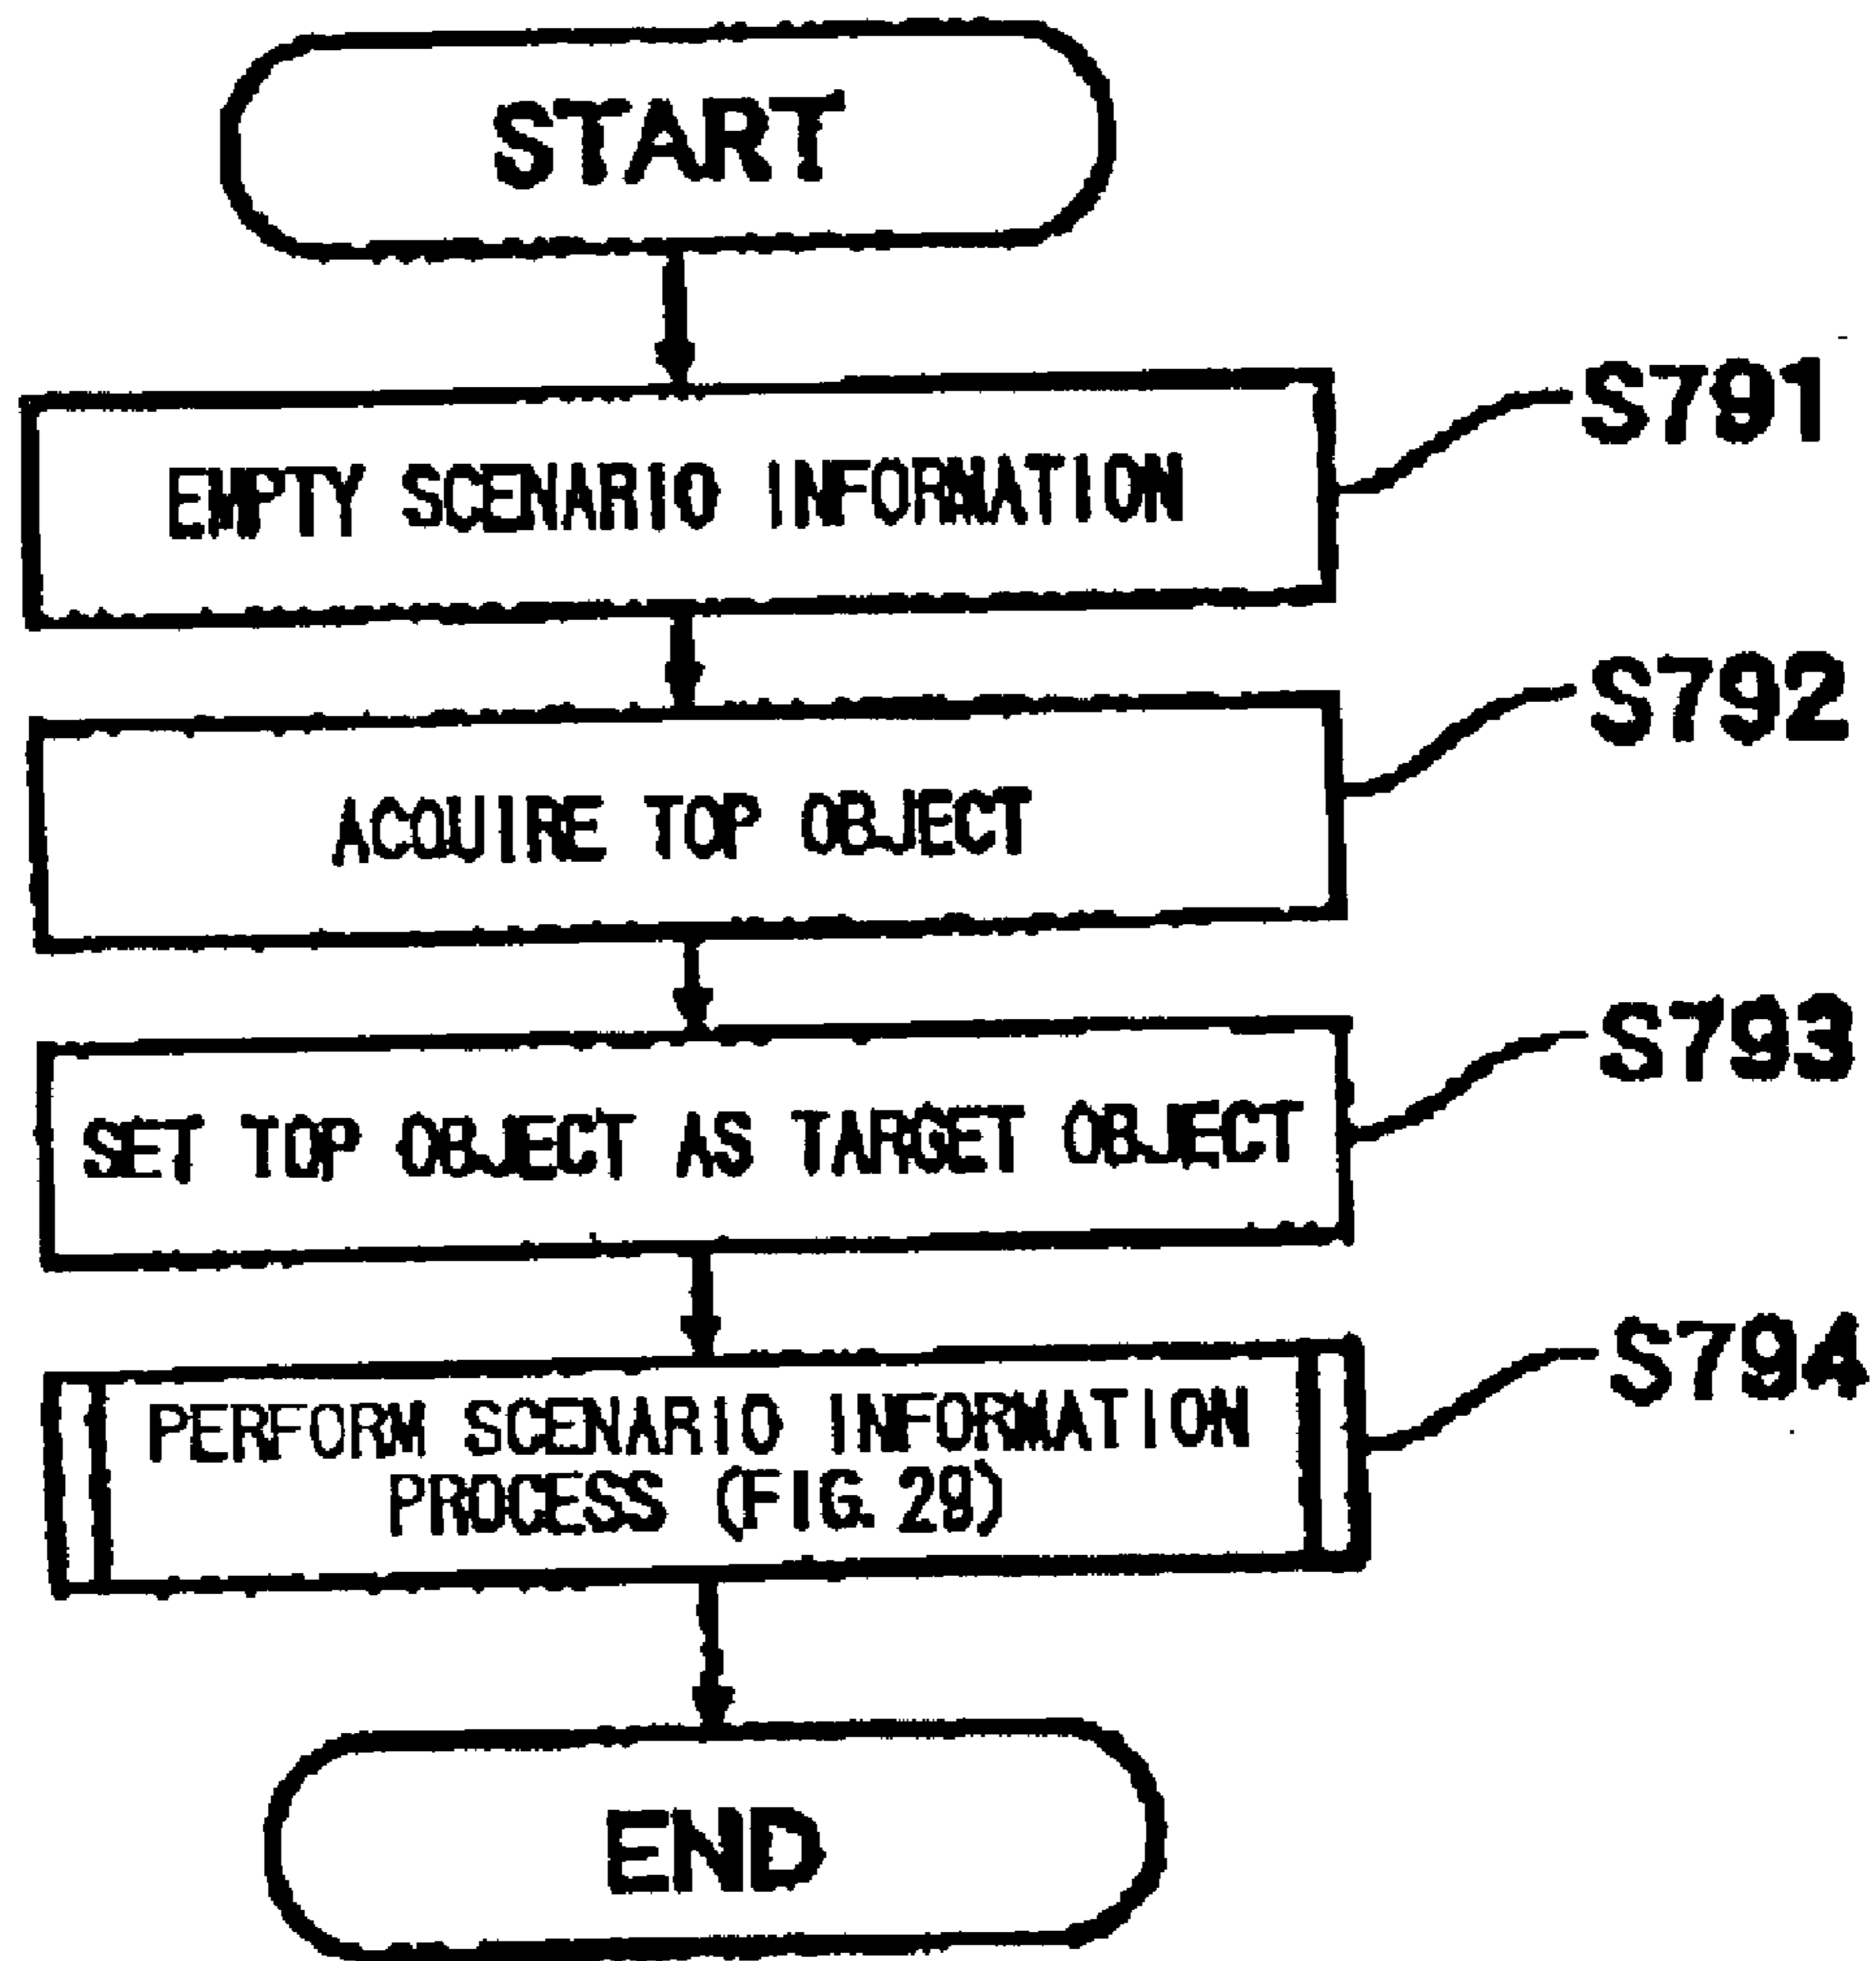 START
EMPTY SCENARIO INFORMATION
S791
ACQUIRE TOP OBJECT
S792
SET TOP OBJECT AS TARGET OBJECT
S793
PERFORM SCENARIO INFORMATION
PROCESS (FIG. 29)
S794
END